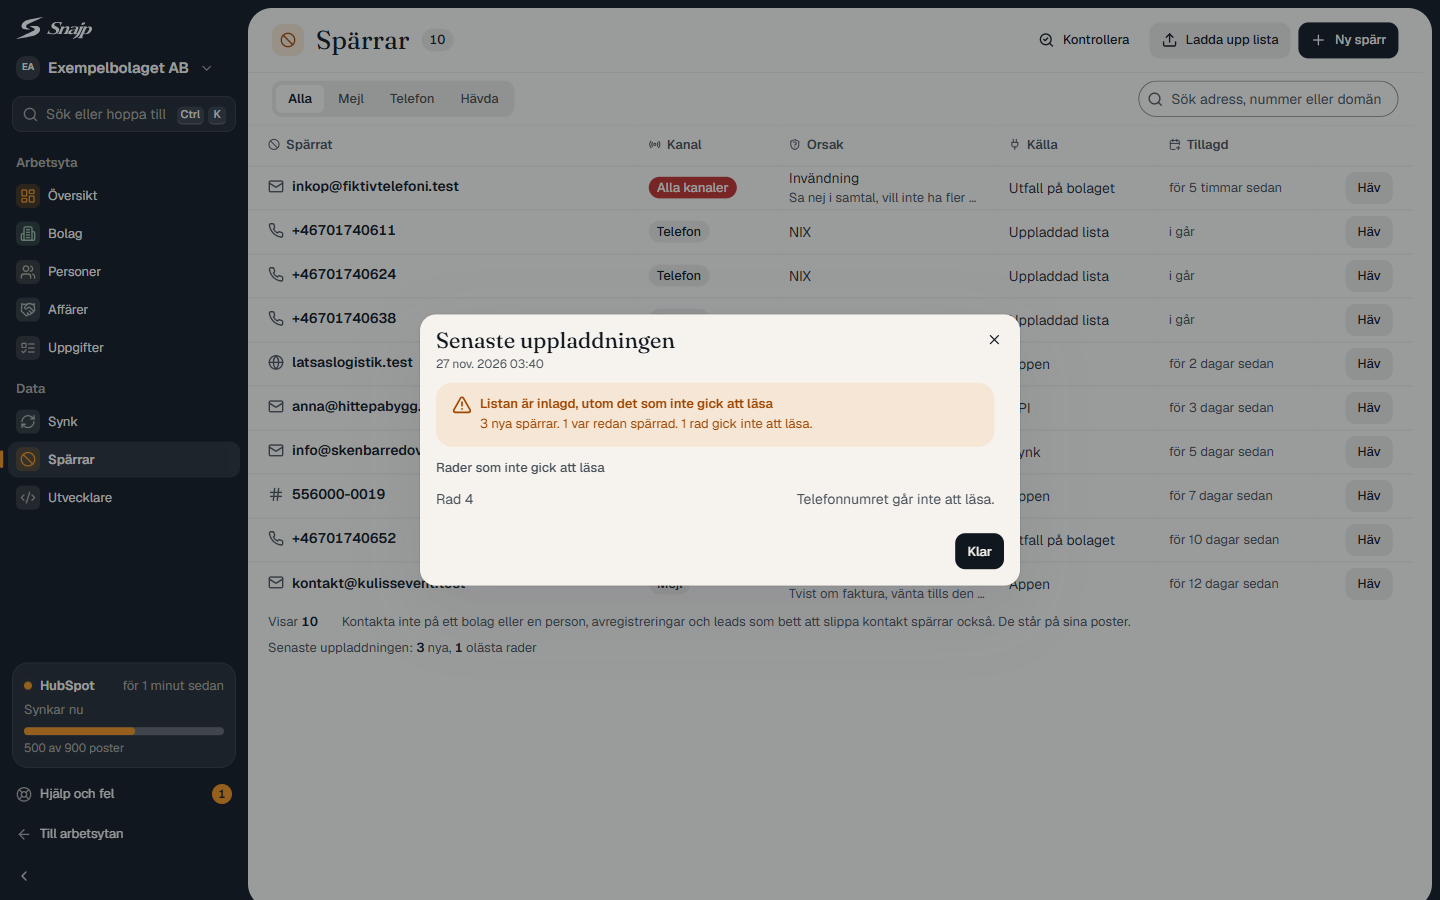 Snajp
EA Exempelbolaget AB
Sök eller hoppa till Ctrl K
Arbetsyta
Översikt
Bolag
Personer
Affärer
Uppgifter
Data
Synk
Spärrar
Utvecklare
HubSpot för 1 minut sedan
Synkar nu
500 av 900 poster
Hjälp och fel 1
Till arbetsytan
Spärrar 10
Kontrollera
Ladda upp lista
Ny spärr
Alla Mejl Telefon Hävda
Sök adress, nummer eller domän
Spärrat Kanal Orsak Källa Tillagd
inkop@fiktivtelefoni.test Alla kanaler Invändning Utfall på bolaget för 5 timmar sedan Häv
Sa nej i samtal, vill inte ha fler …
+46701740611 Telefon NIX Uppladdad lista i går Häv
+46701740624 Telefon NIX Uppladdad lista i går Häv
+46701740638 Uppladdad lista i går Häv
latsaslogistik.test för 2 dagar sedan Häv
anna@hittepabygg. för 3 dagar sedan Häv
info@skenbarredov för 5 dagar sedan Häv
556000-0019 för 7 dagar sedan Häv
+46701740652 tfall på bolaget för 10 dagar sedan Häv
kontakt@kulissevent.test Mejl Appen för 12 dagar sedan Häv
Tvist om faktura, vänta tills den …
Visar 10 Kontakta inte på ett bolag eller en person, avregistreringar och leads som bett att slippa kontakt spärrar också. De står på sina poster.
Senaste uppladdningen: 3 nya, 1 olästa rader
Senaste uppladdningen
27 nov. 2026 03:40
Listan är inlagd, utom det som inte gick att läsa
3 nya spärrar. 1 var redan spärrad. 1 rad gick inte att läsa.
Rader som inte gick att läsa
Rad 4 Telefonnumret går inte att läsa.
Klar